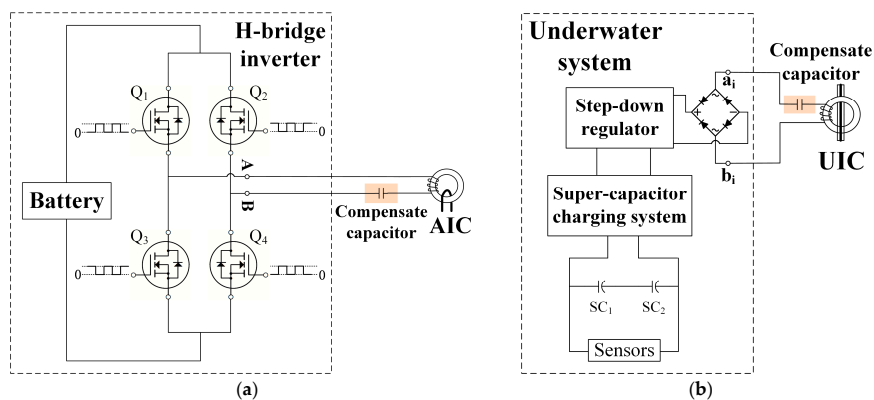 H-bridge
inverter
Q1
Q2
0
0
A
B
Battery
Compensate
capacitor
AIC
Q3
Q4
0
0
(a)
Underwater
system
Compensate
capacitor
ai
Step-down
regulator
UIC
bi
Super-capacitor
charging system
SC1
SC2
Sensors
(b)